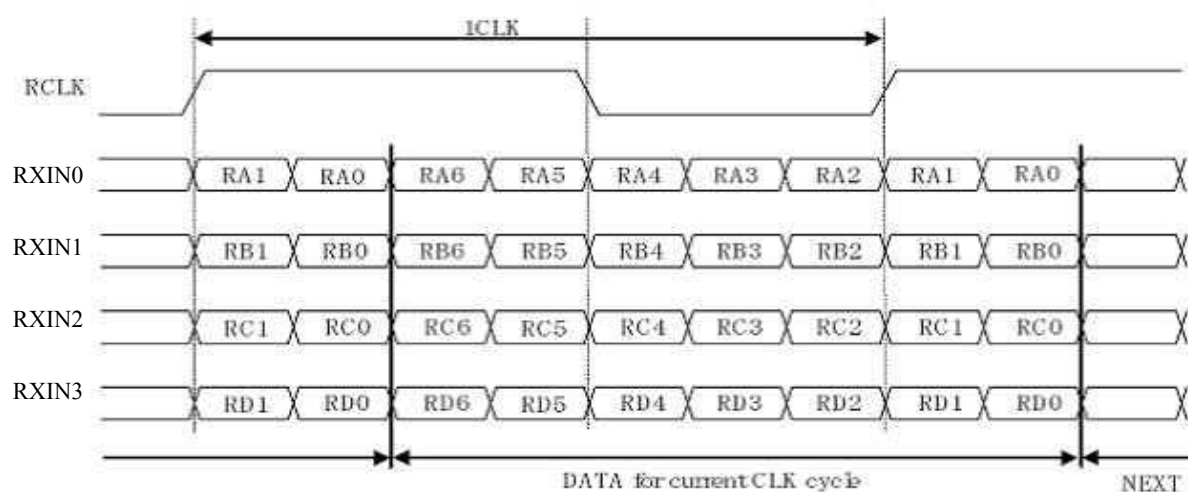 1CLK
RCLK
RXIN0 RA1 RA0 RA6 RA5 RA4 RA3 RA2 RA1 RA0
RXIN1 RB1 RB0 RB6 RB5 RB4 RB3 RB2 RB1 RB0
RXIN2 RC1 RC0 RC6 RC5 RC4 RC3 RC2 RC1 RC0
RXIN3 RD1 RD0 RD6 RD5 RD4 RD3 RD2 RD1 RD0
DATA for current CLK cycle NEXT